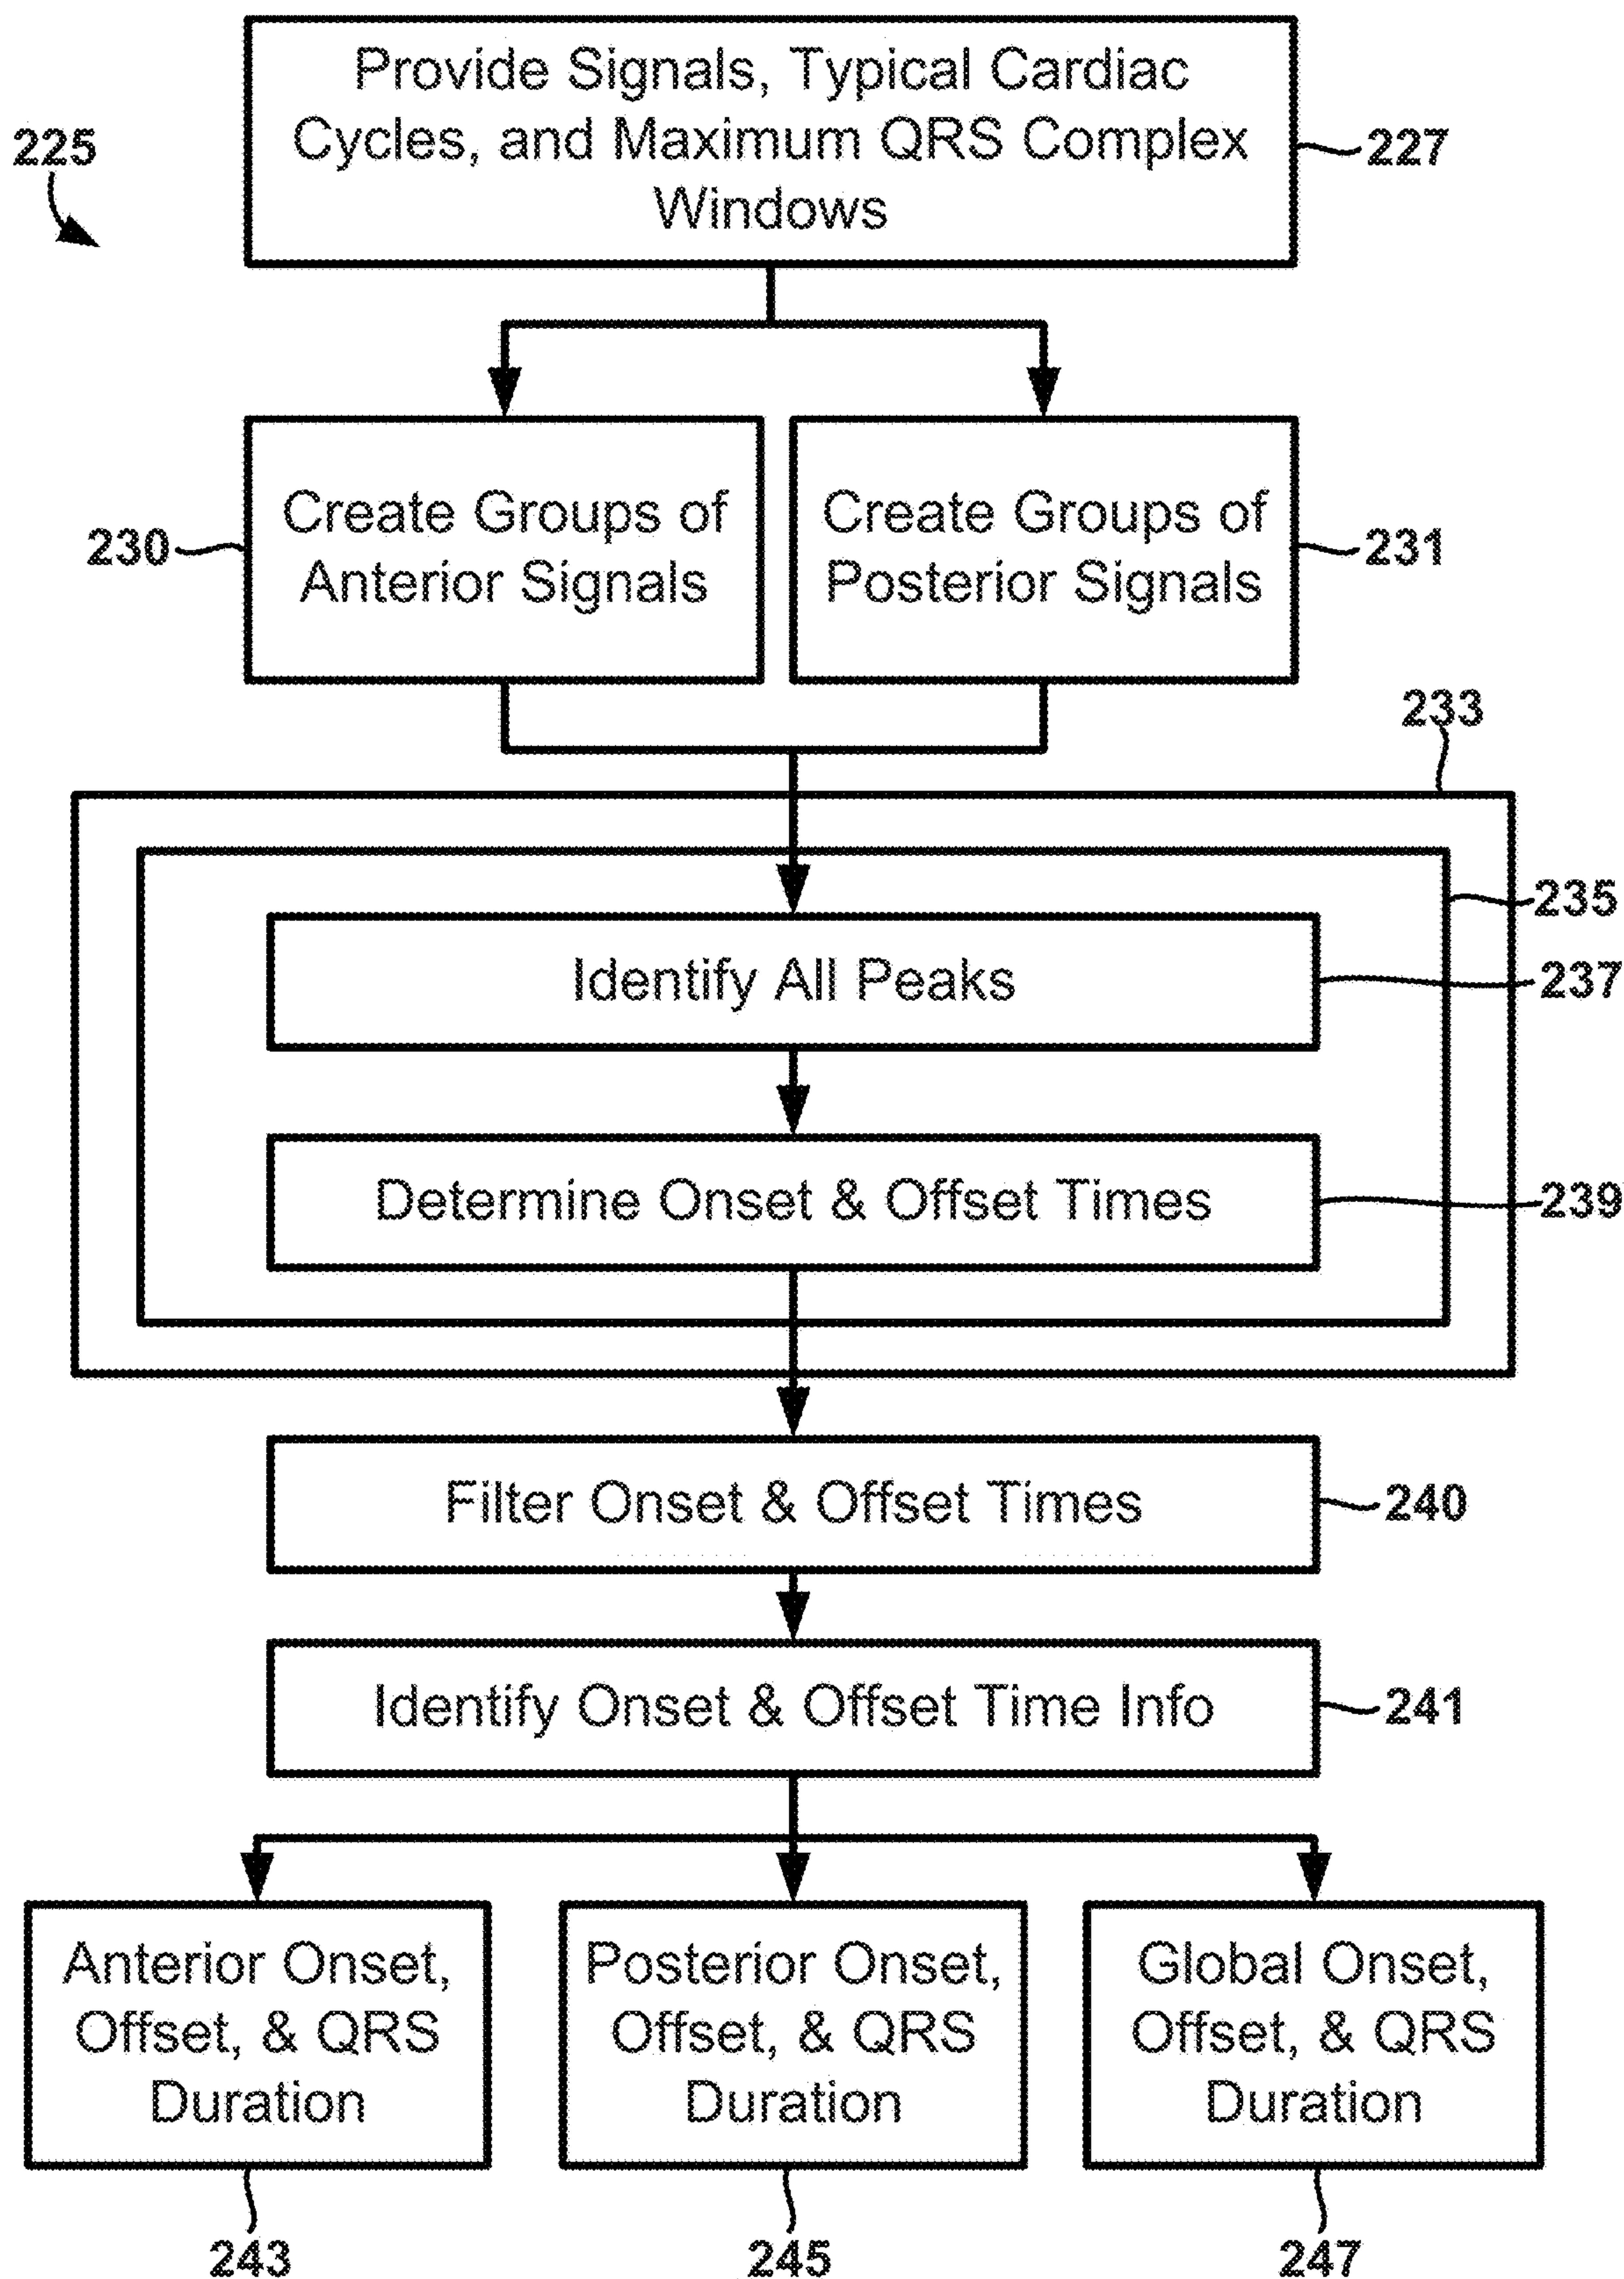 Provide Signals, Typical Cardiac
Cycles, and Maximum QRS Complex
Windows
225
227
Create Groups of
Anterior Signals
Create Groups of
Posterior Signals
230
231
233
235
Identify All Peaks
237
Determine Onset & Offset Times
239
Filter Onset & Offset Times
240
Identify Onset & Offset Time Info
241
Anterior Onset,
Offset, & QRS
Duration
Posterior Onset,
Offset, & QRS
Duration
Global Onset,
Offset, & QRS
Duration
243
245
247